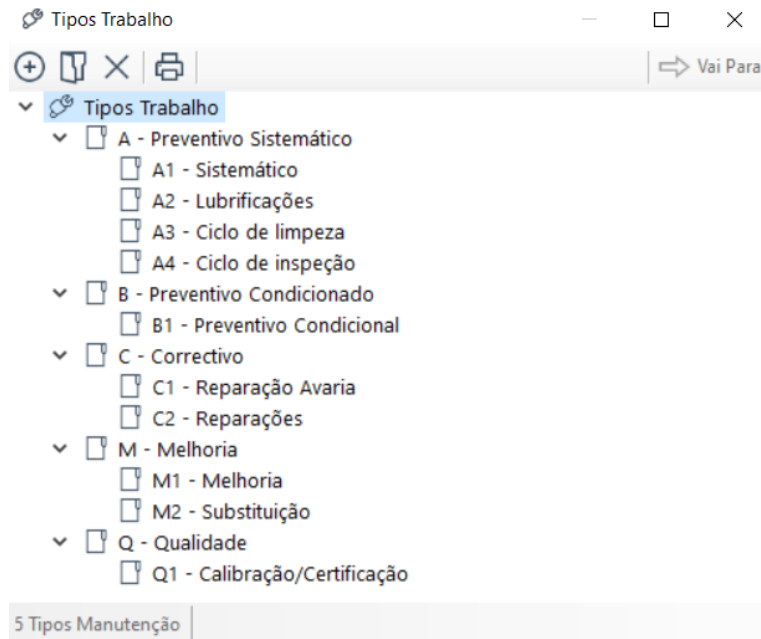 Tipos Trabalho
Vai Para
Tipos Trabalho
A - Preventivo Sistemático
A1 - Sistemático
A2 - Lubrificações
A3 - Ciclo de limpeza
A4 - Ciclo de inspeção
B - Preventivo Condicionado
B1 - Preventivo Condicional
C - Correctivo
C1 - Reparação Avaria
C2 - Reparações
M - Melhoria
M1 - Melhoria
M2 - Substituição
Q - Qualidade
Q1 - Calibração/Certificação
5 Tipos Manutenção